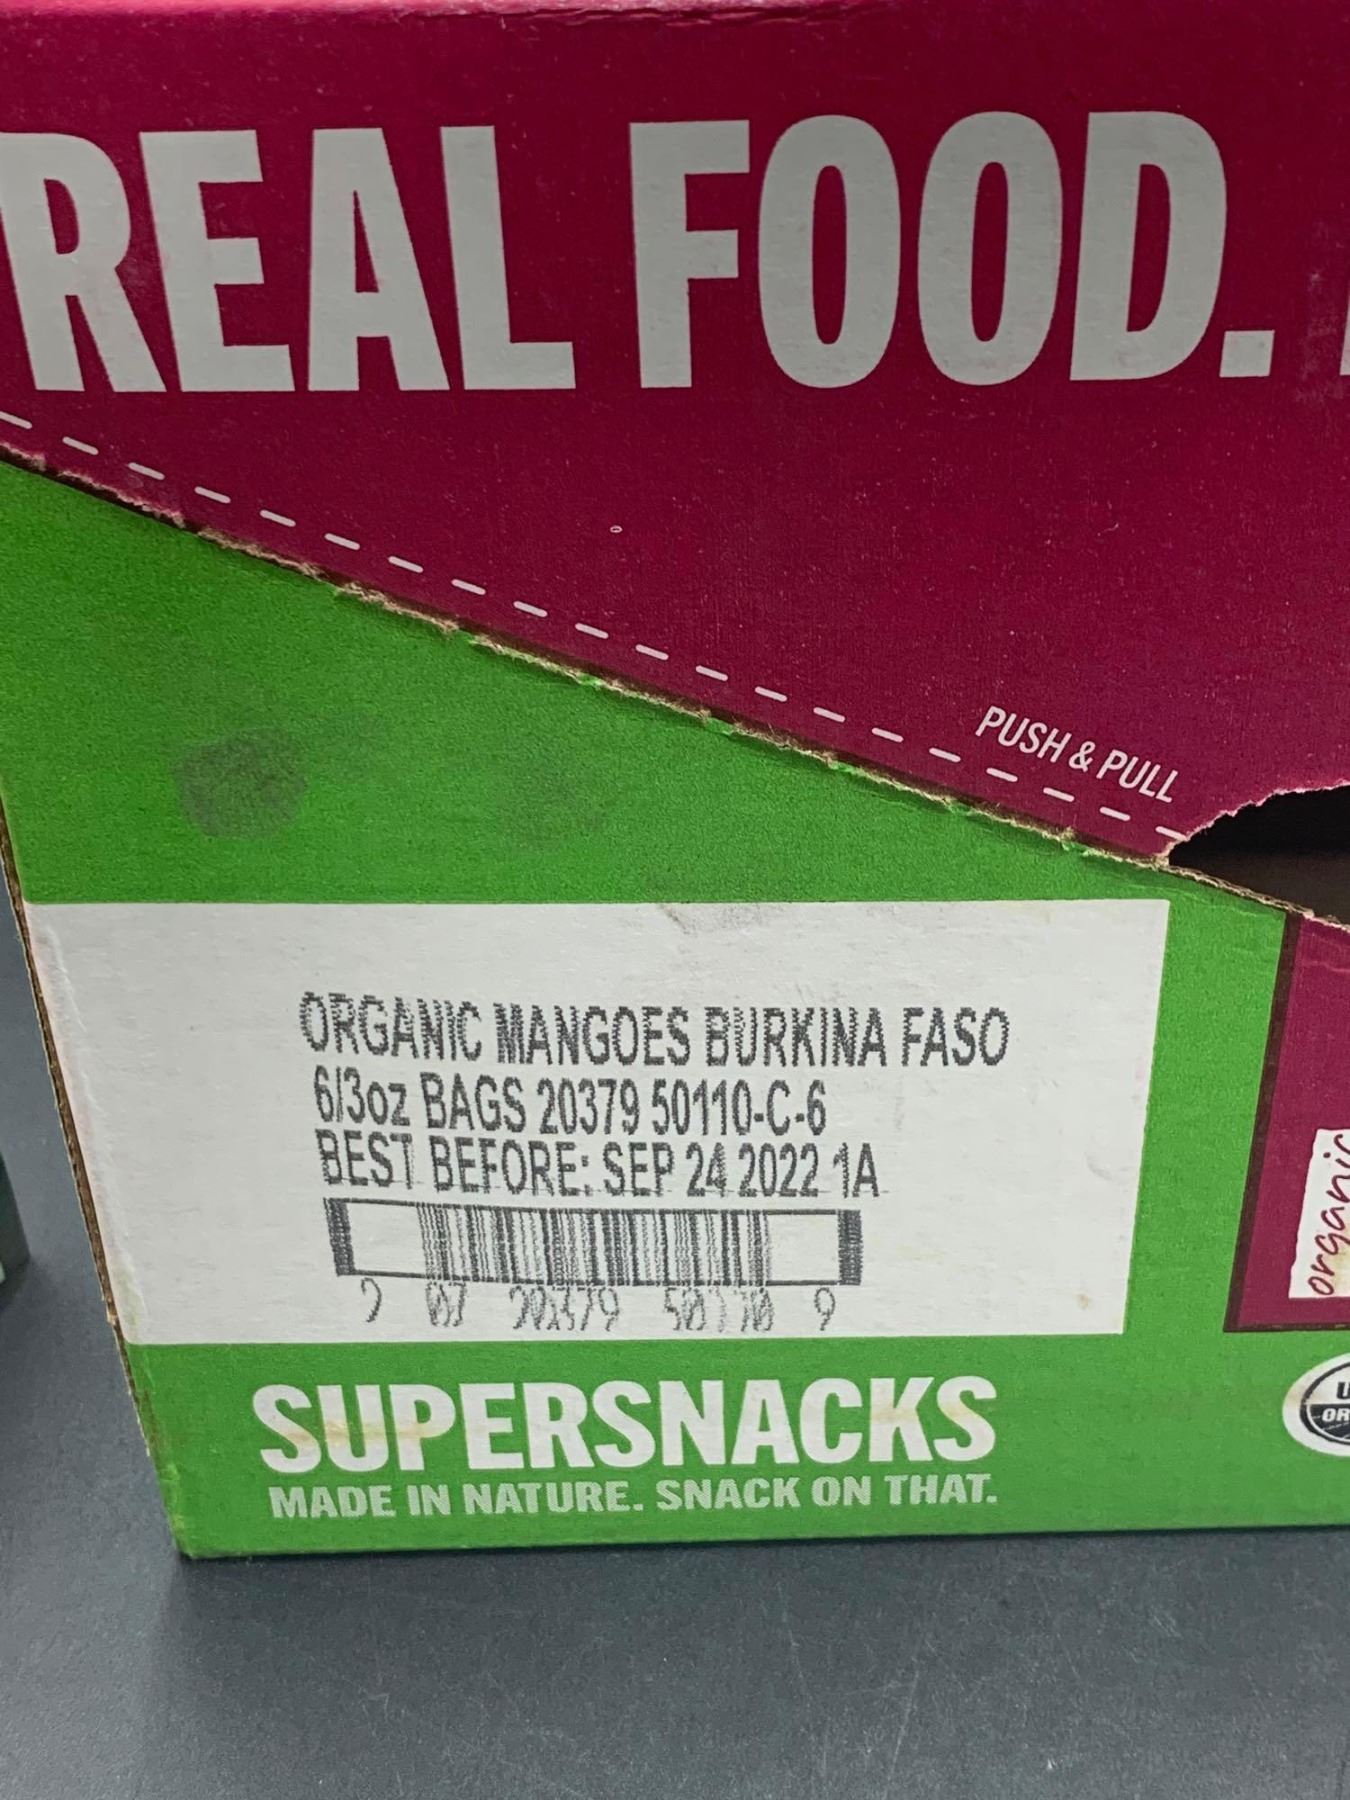 REAL FOOD.
PUSH & PULL
ORGANIC MANGOES BURKINA FASO
6/3oz BAGS 20379 50110-C-6
BEST BEFORE: SEP 24 2022 1A
organic
SUPERSNACKS
MADE IN NATURE. SNACK ON THAT.